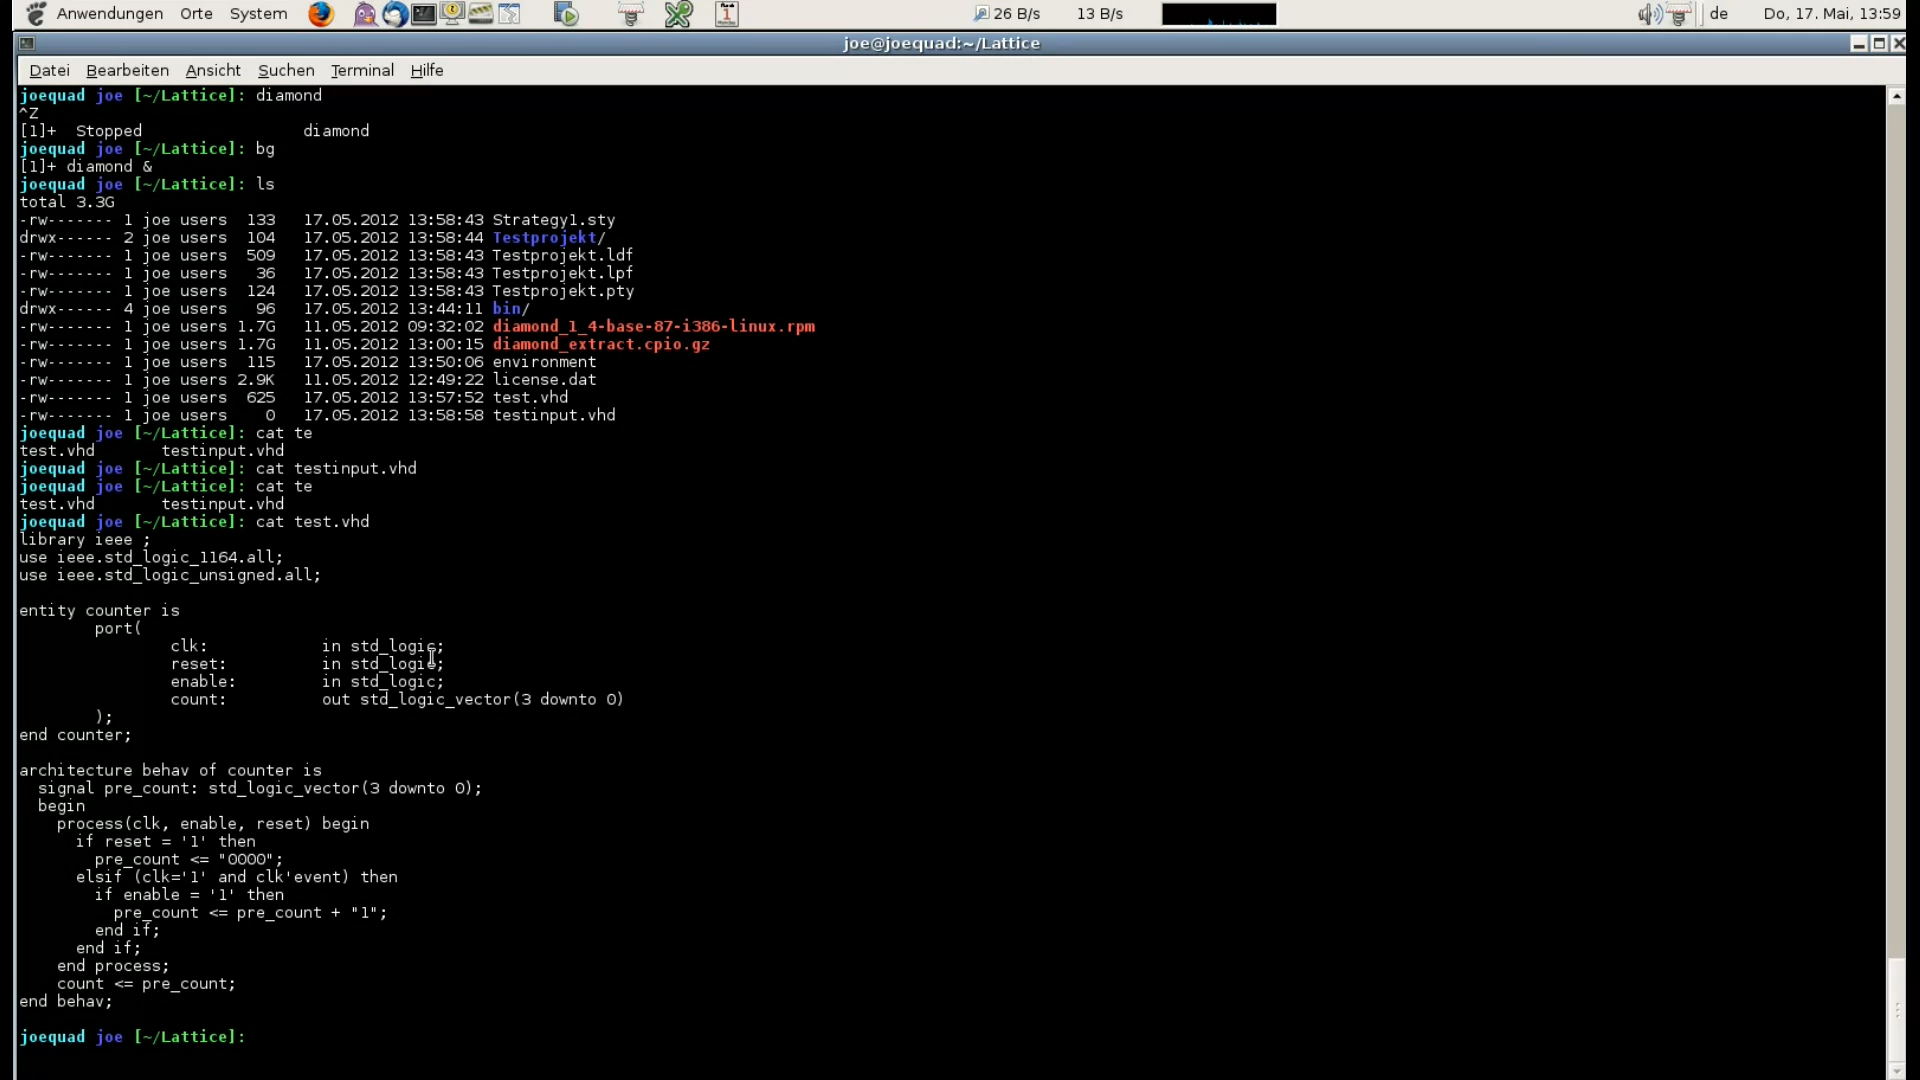 Anwendungen Orte System 26 B/s 13 B/s de Do, 17. Mai, 13:59
joe@joequad:~/Lattice
Datei Bearbeiten Ansicht Suchen Terminal Hilfe
joequad joe [~/Lattice]: diamond
^Z
[1]+  Stopped                 diamond
joequad joe [~/Lattice]: bg
[1]+ diamond &
joequad joe [~/Lattice]: ls
total 3.3G
-rw------- 1 joe users  133   17.05.2012 13:58:43 Strategy1.sty
drwx------ 2 joe users  104   17.05.2012 13:58:44 Testprojekt/
-rw------- 1 joe users  509   17.05.2012 13:58:43 Testprojekt.ldf
-rw------- 1 joe users   36   17.05.2012 13:58:43 Testprojekt.lpf
-rw------- 1 joe users  124   17.05.2012 13:58:43 Testprojekt.pty
drwx------ 4 joe users   96   17.05.2012 13:44:11 bin/
-rw------- 1 joe users 1.7G   11.05.2012 09:32:02 diamond_1_4-base-87-i386-linux.rpm
-rw------- 1 joe users 1.7G   11.05.2012 13:00:15 diamond_extract.cpio.gz
-rw------- 1 joe users  115   17.05.2012 13:50:06 environment
-rw------- 1 joe users 2.9K   11.05.2012 12:49:22 license.dat
-rw------- 1 joe users  625   17.05.2012 13:57:52 test.vhd
-rw------- 1 joe users    0   17.05.2012 13:58:58 testinput.vhd
joequad joe [~/Lattice]: cat te
test.vhd       testinput.vhd
joequad joe [~/Lattice]: cat testinput.vhd
joequad joe [~/Lattice]: cat te
test.vhd       testinput.vhd
joequad joe [~/Lattice]: cat test.vhd
library ieee ;
use ieee.std_logic_1164.all;
use ieee.std_logic_unsigned.all;
entity counter is
        port(
                clk:            in std_logic;
                reset:          in std_logic;
                enable:         in std_logic;
                count:          out std_logic_vector(3 downto 0)
        );
end counter;
architecture behav of counter is
  signal pre_count: std_logic_vector(3 downto 0);
  begin
    process(clk, enable, reset) begin
      if reset = '1' then
        pre_count <= "0000";
      elsif (clk='1' and clk'event) then
        if enable = '1' then
          pre_count <= pre_count + "1";
        end if;
      end if;
    end process;
    count <= pre_count;
end behav;
joequad joe [~/Lattice]: